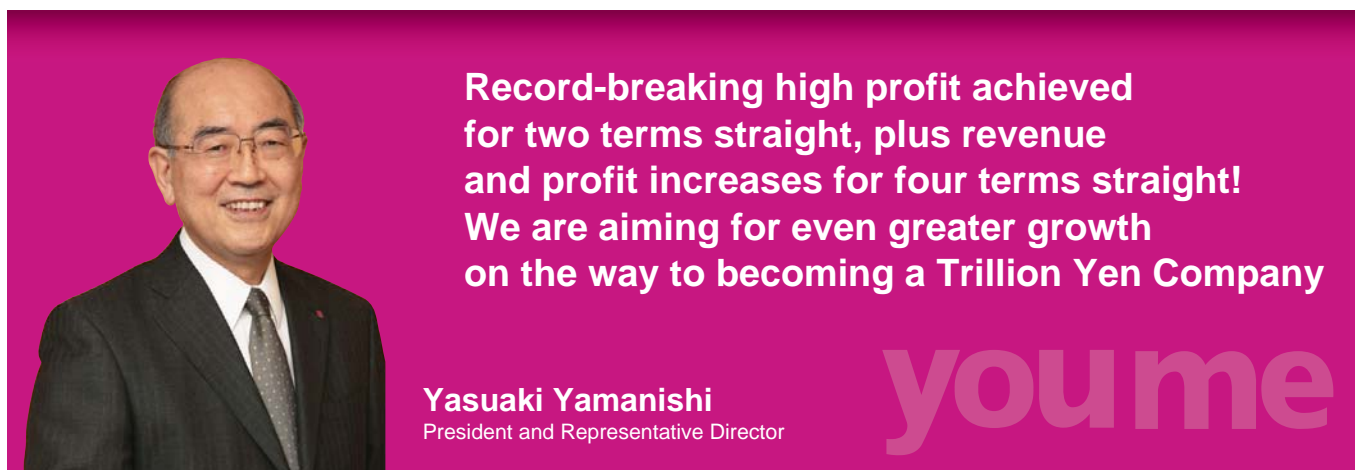 Record-breaking high profit achieved
for two terms straight, plus revenue
and profit increases for four terms straight!
We are aiming for even greater growth
on the way to becoming a Trillion Yen Company
youme
Yasuaki Yamanishi
President and Representative Director